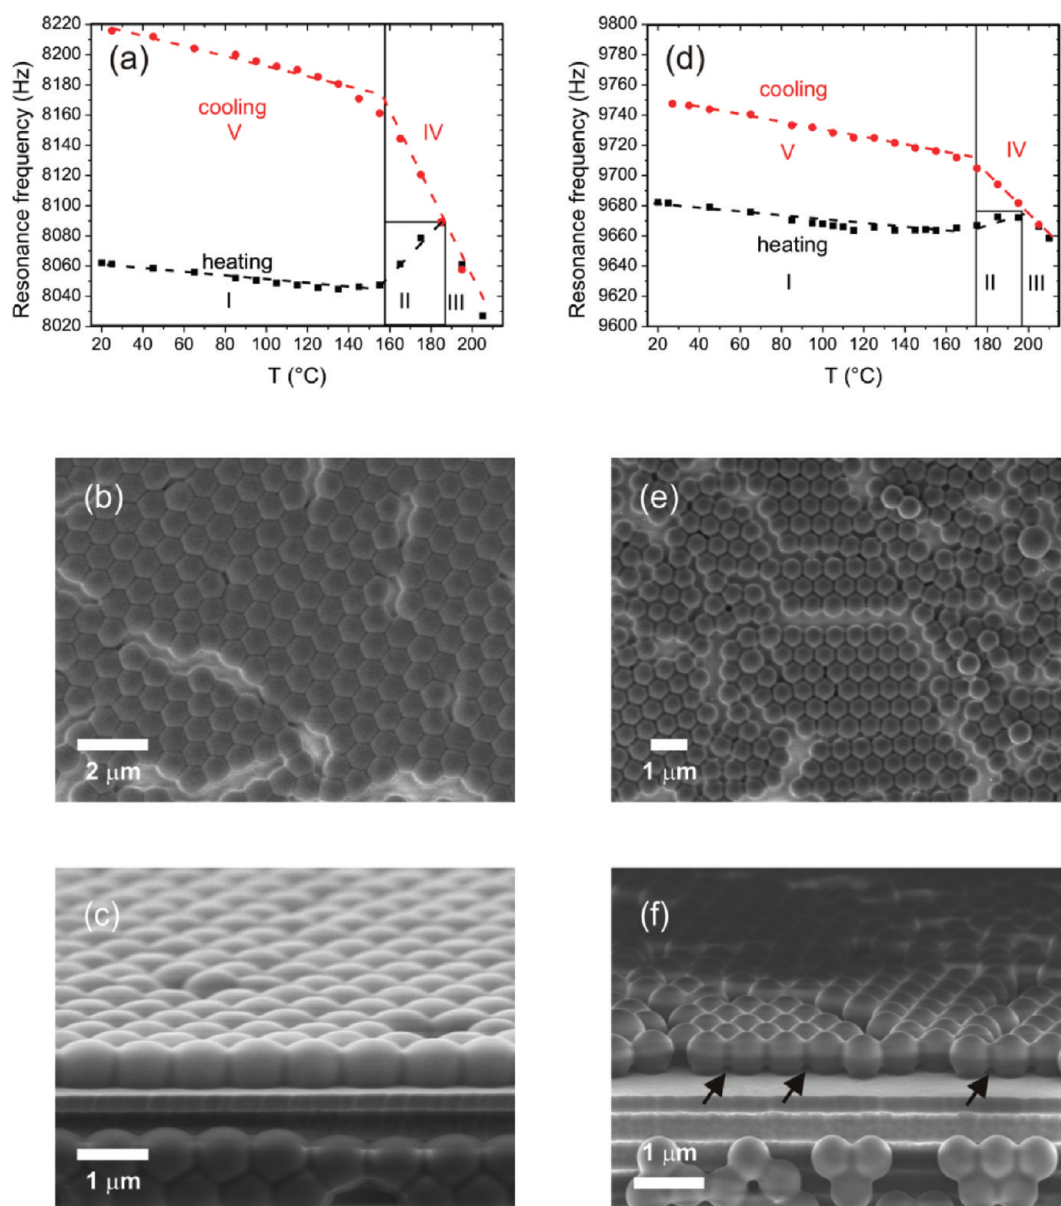 (a)
Resonance frequency (Hz)
8220
8200
8180
8160
8140
8120
8100
8080
8060
8040
8020
cooling
V
IV
heating
I
II
III
20 40 60 80 100 120 140 160 180 200
T (°C)
(d)
Resonance frequency (Hz)
9800
9780
9760
9740
9720
9700
9680
9660
9640
9620
9600
cooling
V
IV
heating
I
II
III
20 40 60 80 100 120 140 160 180 200
T (°C)
(b)
2 μm
(e)
1 μm
(c)
1 μm
(f)
1 μm